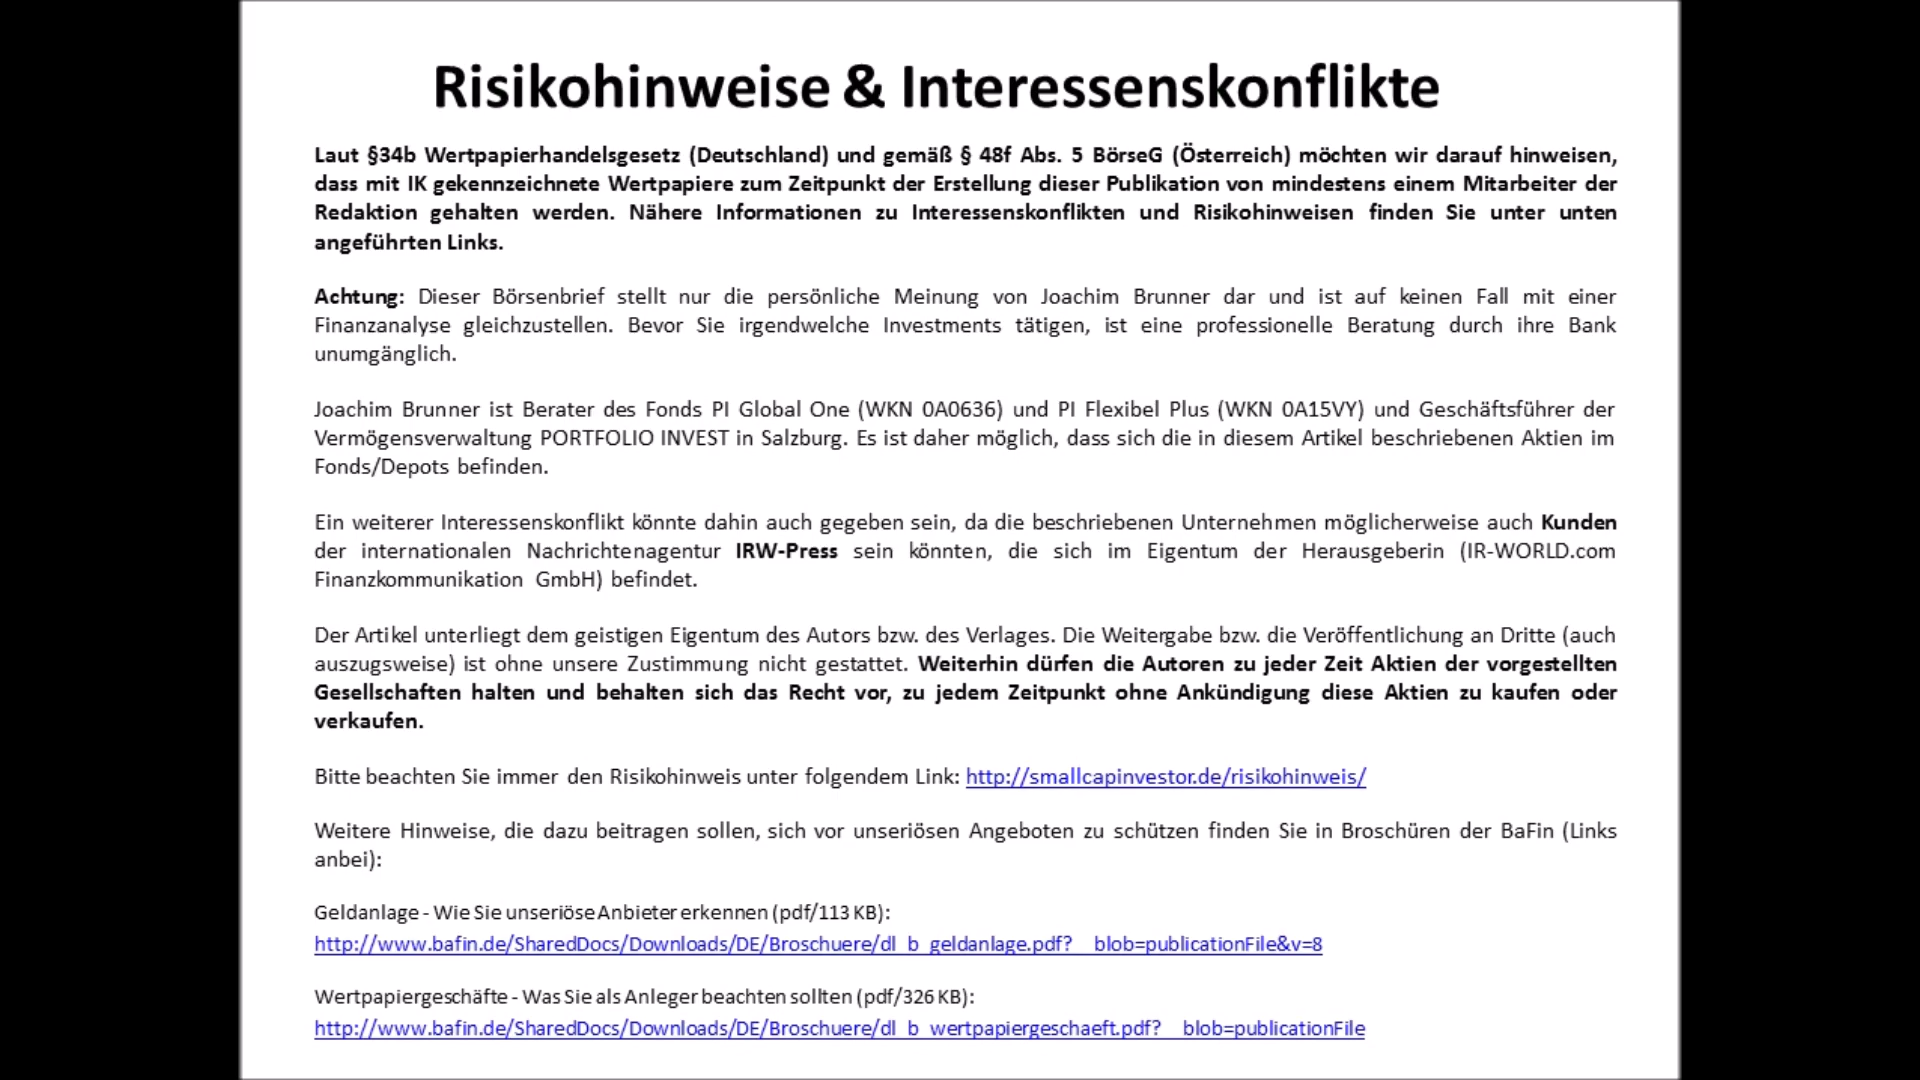 Risikohinweise & Interessenskonflikte
Laut §34b Wertpapierhandelsgesetz (Deutschland) und gemäß § 48f Abs. 5 BörseG (Österreich) möchten wir darauf hinweisen,
dass mit IK gekennzeichnete Wertpapiere zum Zeitpunkt der Erstellung dieser Publikation von mindestens einem Mitarbeiter der
Redaktion gehalten werden. Nähere Informationen zu Interessenskonflikten und Risikohinweisen finden Sie unter unten
angeführten Links.
Achtung: Dieser Börsenbrief stellt nur die persönliche Meinung von Joachim Brunner dar und ist auf keinen Fall mit einer
Finanzanalyse gleichzustellen. Bevor Sie irgendwelche Investments tätigen, ist eine professionelle Beratung durch ihre Bank
unumgänglich.
Joachim Brunner ist Berater des Fonds PI Global One (WKN 0A0636) und PI Flexibel Plus (WKN 0A15VY) und Geschäftsführer der
Vermögensverwaltung PORTFOLIO INVEST in Salzburg. Es ist daher möglich, dass sich die in diesem Artikel beschriebenen Aktien im
Fonds/Depots befinden.
Ein weiterer Interessenskonflikt könnte dahin auch gegeben sein, da die beschriebenen Unternehmen möglicherweise auch Kunden
der internationalen Nachrichtenagentur IRW-Press sein könnten, die sich im Eigentum der Herausgeberin (IR-WORLD.com
Finanzkommunikation GmbH) befindet.
Der Artikel unterliegt dem geistigen Eigentum des Autors bzw. des Verlages. Die Weitergabe bzw. die Veröffentlichung an Dritte (auch
auszugsweise) ist ohne unsere Zustimmung nicht gestattet. Weiterhin dürfen die Autoren zu jeder Zeit Aktien der vorgestellten
Gesellschaften halten und behalten sich das Recht vor, zu jedem Zeitpunkt ohne Ankündigung diese Aktien zu kaufen oder
verkaufen.
Bitte beachten Sie immer den Risikohinweis unter folgendem Link: http://smallcapinvestor.de/risikohinweis/
Weitere Hinweise, die dazu beitragen sollen, sich vor unseriösen Angeboten zu schützen finden Sie in Broschüren der BaFin (Links
anbei):
Geldanlage - Wie Sie unseriöse Anbieter erkennen (pdf/113 KB):
http://www.bafin.de/SharedDocs/Downloads/DE/Broschuere/dl_b_geldanlage.pdf?__blob=publicationFile&v=8
Wertpapiergeschäfte - Was Sie als Anleger beachten sollten (pdf/326 KB):
http://www.bafin.de/SharedDocs/Downloads/DE/Broschuere/dl_b_wertpapiergeschaeft.pdf?__blob=publicationFile